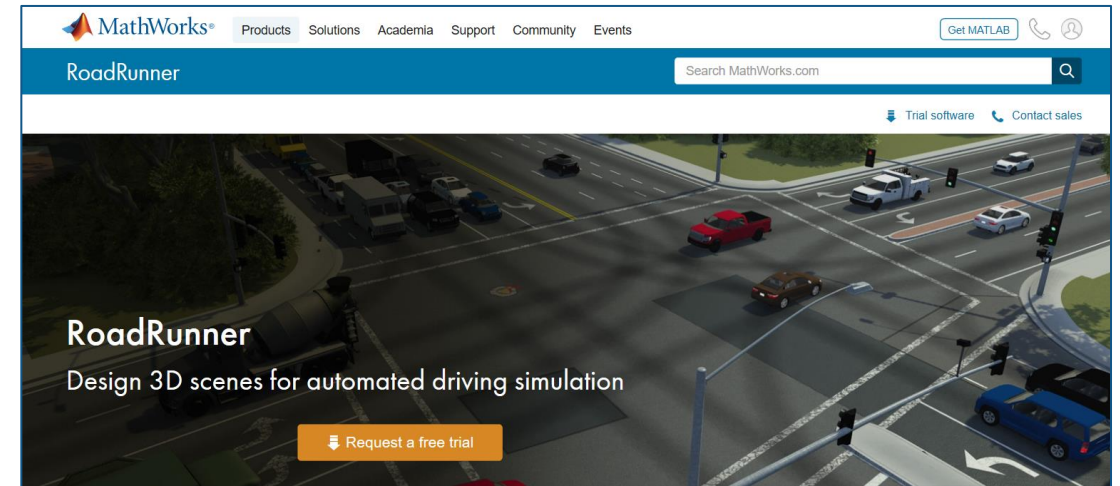 MathWorks®
Products Solutions Academia Support Community Events
Get MATLAB
RoadRunner
Search MathWorks.com
Trial software Contact sales
RoadRunner
Design 3D scenes for automated driving simulation
Request a free trial